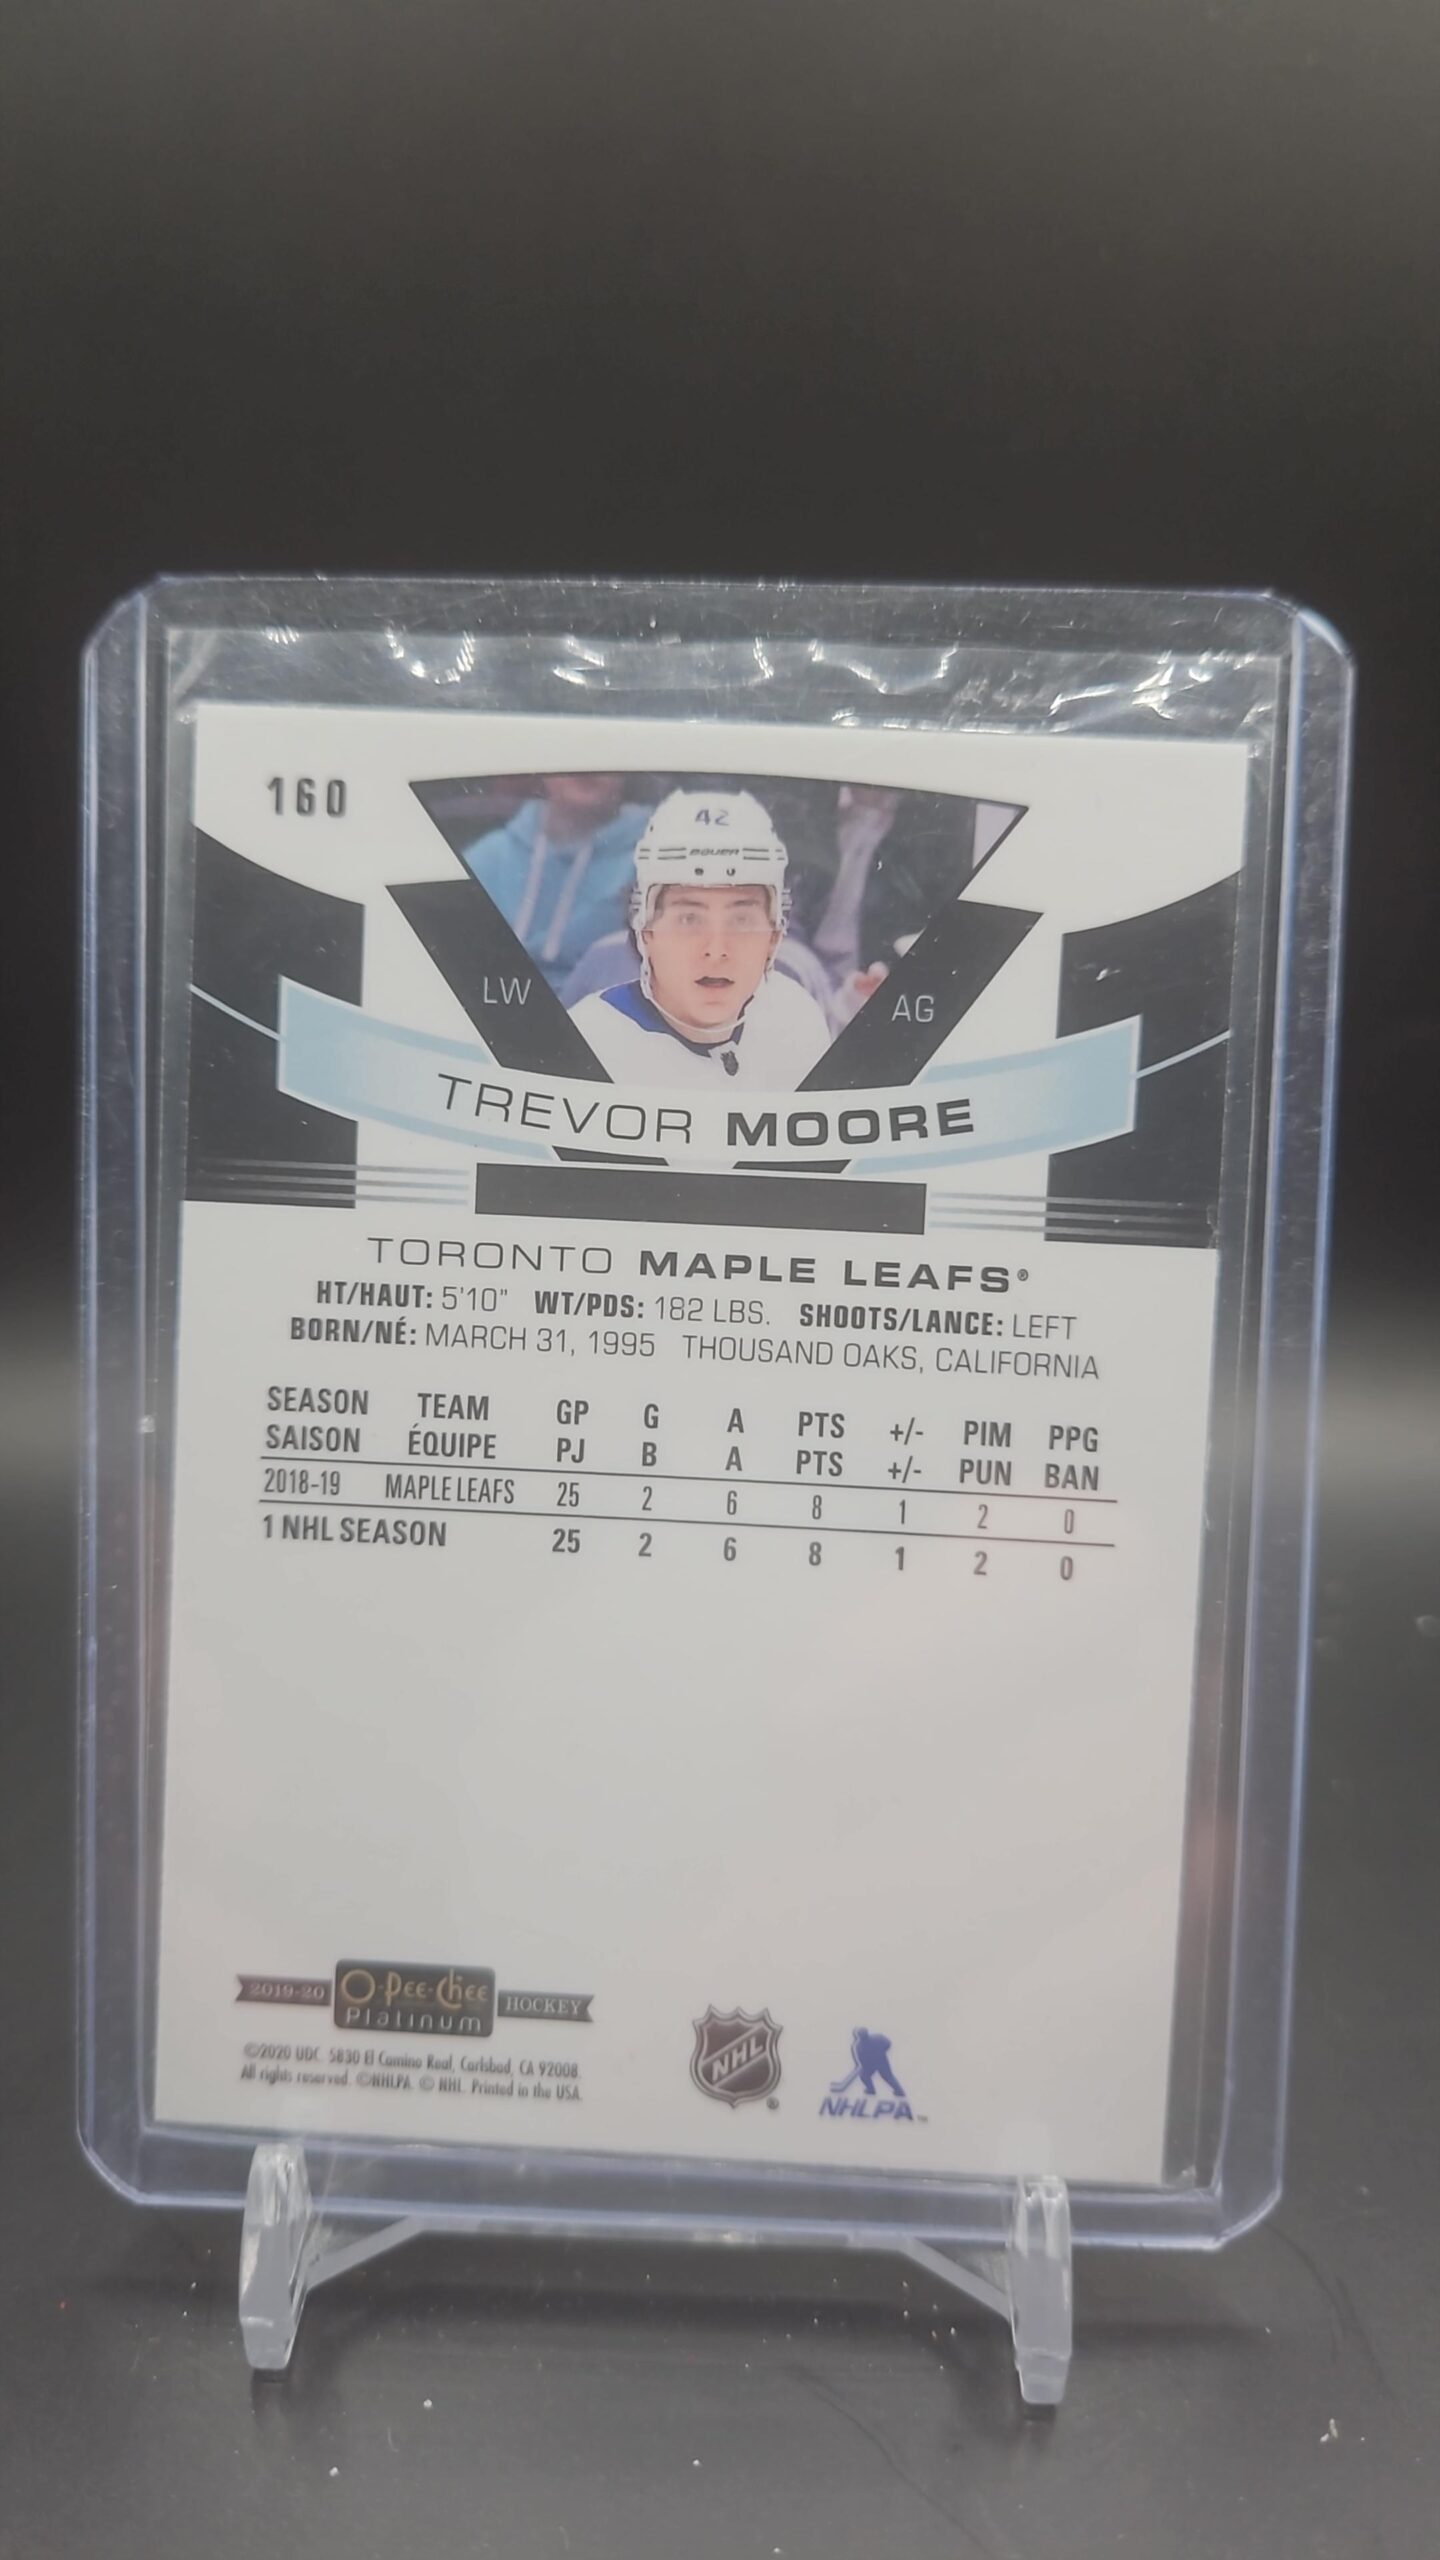 160
42
BAUER
LW
AG
TREVOR MOORE
TORONTO MAPLE LEAFS®
HT/HAUT: 5'10" WT/PDS: 182 LBS. SHOOTS/LANCE: LEFT
BORN/NÉ: MARCH 31, 1995 THOUSAND OAKS, CALIFORNIA
SEASON TEAM GP G A PTS +/- PIM PPG
SAISON ÉQUIPE PJ B A PTS +/- PUN BAN
2018-19 MAPLE LEAFS 25 2 6 8 1 2 0
1 NHL SEASON 25 2 6 8 1 2 0
2019-20 O-Pee-Chee HOCKEY
Platinum
©2020 UDC. 5830 El Camino Real, Carlsbad, CA 92008.
All rights reserved. ©NHLPA. © NHL. Printed in the USA
NHL ®
NHLPA™